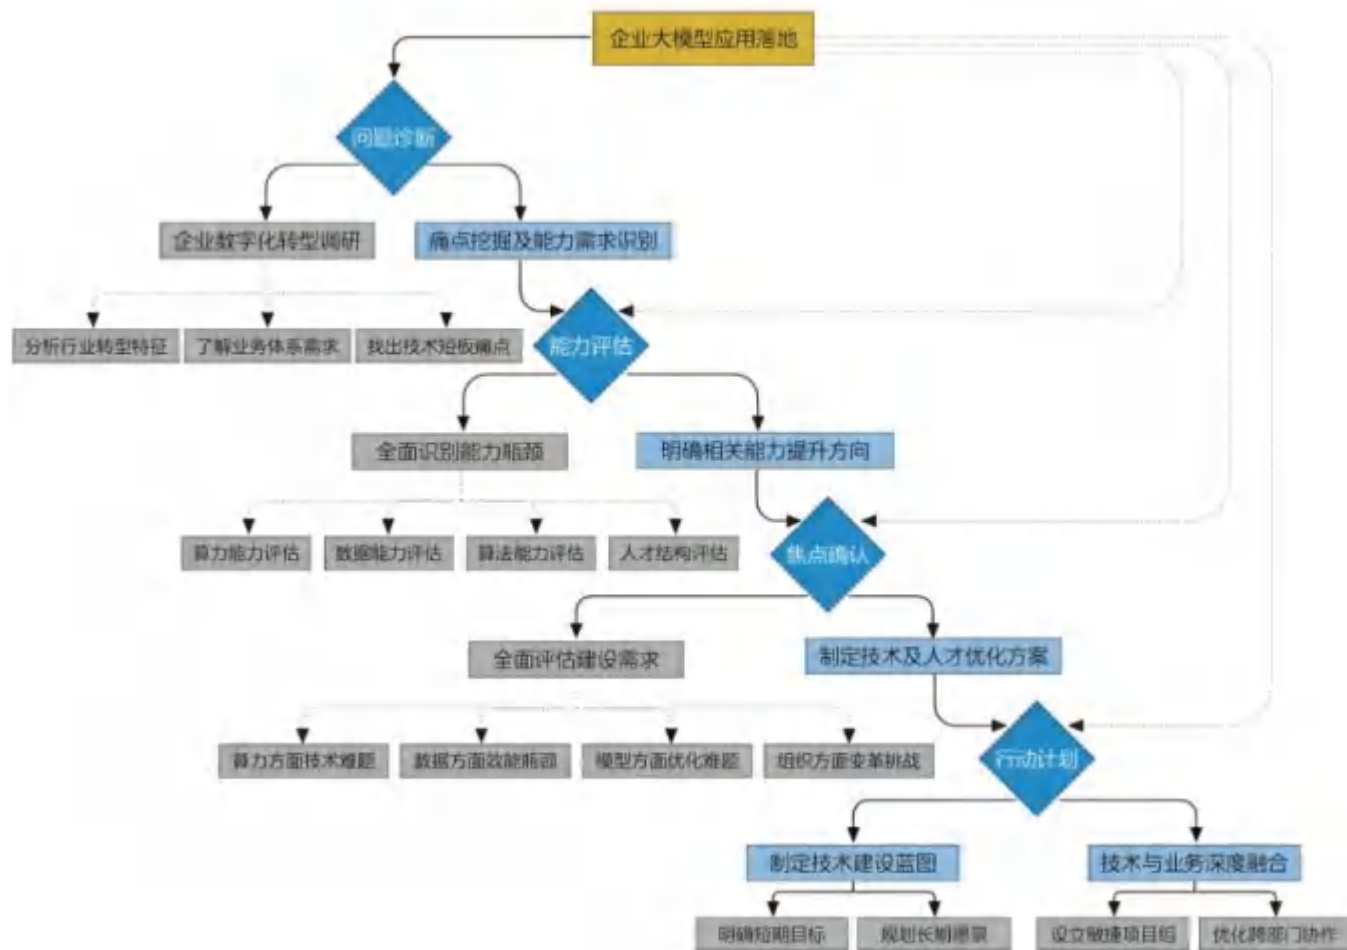 企业大模型应用落地
问题诊断
企业数字化转型调研
痛点挖掘及能力需求识别
分析行业转型特征
了解业务体系需求
找出技术短板痛点
能力评估
全面识别能力瓶颈
明确相关能力提升方向
算力能力评估
数据能力评估
算法能力评估
人才结构评估
焦点确认
全面评估建设需求
制定技术及人才优化方案
算力方面技术难题
数据方面效能瓶颈
模型方面优化难题
组织方面变革挑战
行动计划
制定技术建设蓝图
技术与业务深度融合
明确短期目标
规划长期愿景
设立敏捷项目组
优化跨部门协作